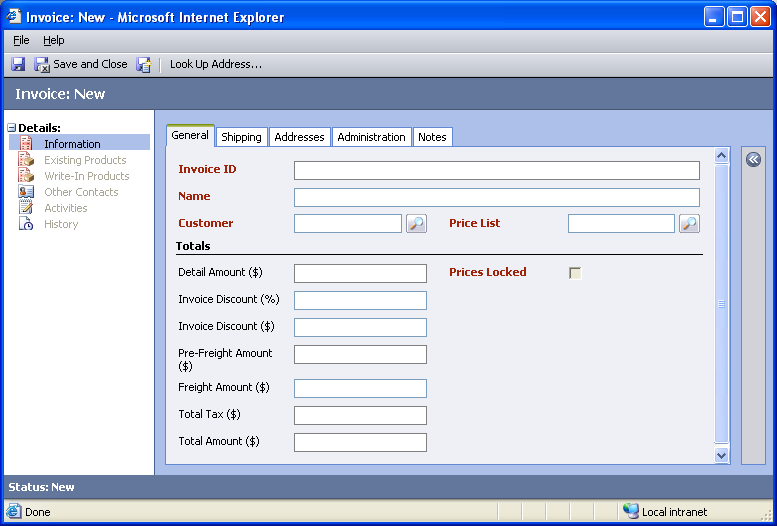 Invoice: New - Microsoft Internet Explorer
File Help
Save and Close Look Up Address...
Invoice: New
Details:
Information
Existing Products
Write-In Products
Other Contacts
Activities
History
General Shipping Addresses Administration Notes
Invoice ID
Name
Customer Price List
Totals
Detail Amount ($) Prices Locked
Invoice Discount (%)
Invoice Discount ($)
Pre-Freight Amount
($)
Freight Amount ($)
Total Tax ($)
Total Amount ($)
Status: New
Done Local intranet